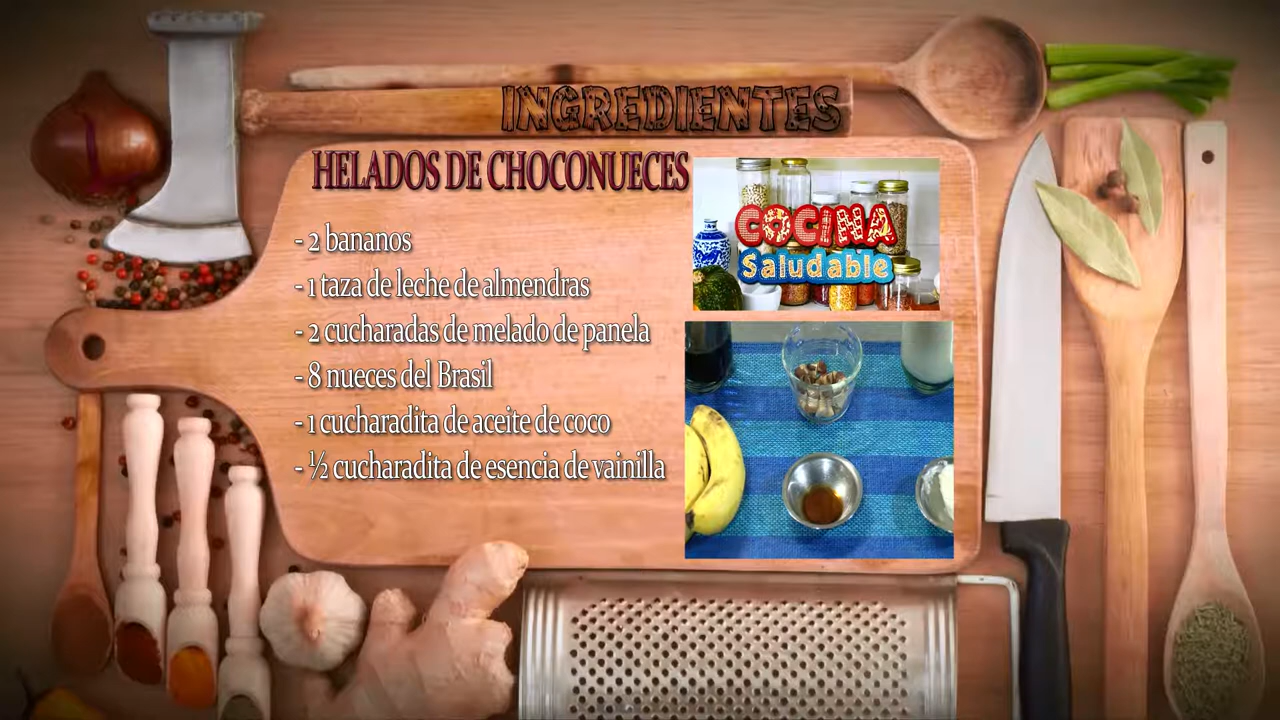 INGREDIENTES
HELADOS DE CHOCONUECES
- 2 bananos
- 1 taza de leche de almendras
- 2 cucharadas de melado de panela
- 8 nueces del Brasil
- 1 cucharadita de aceite de coco
- ½ cucharadita de esencia de vainilla
COCINA
Saludable